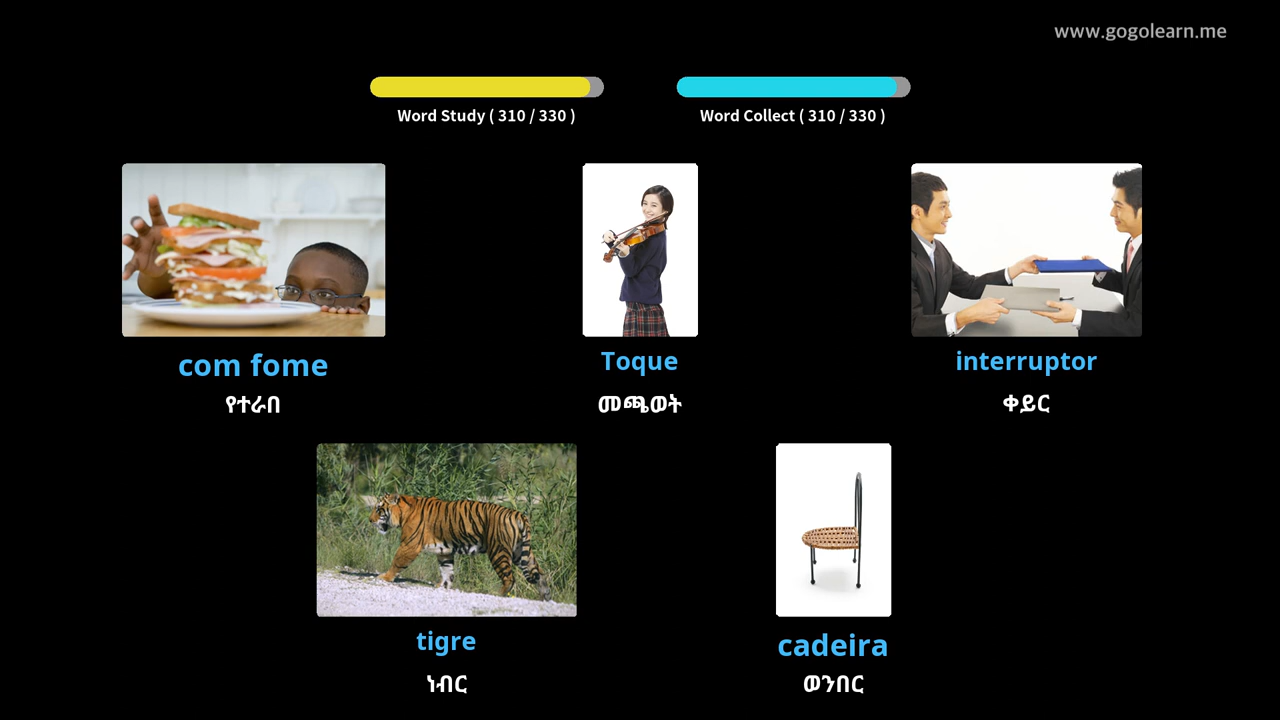 www.gogolearn.me
Word Study ( 310 / 330 )
Word Collect ( 310 / 330 )
com fome
Toque
interruptor
የተራበ
መጫወት
ቀይር
tigre
cadeira
ነብር
ወንበር